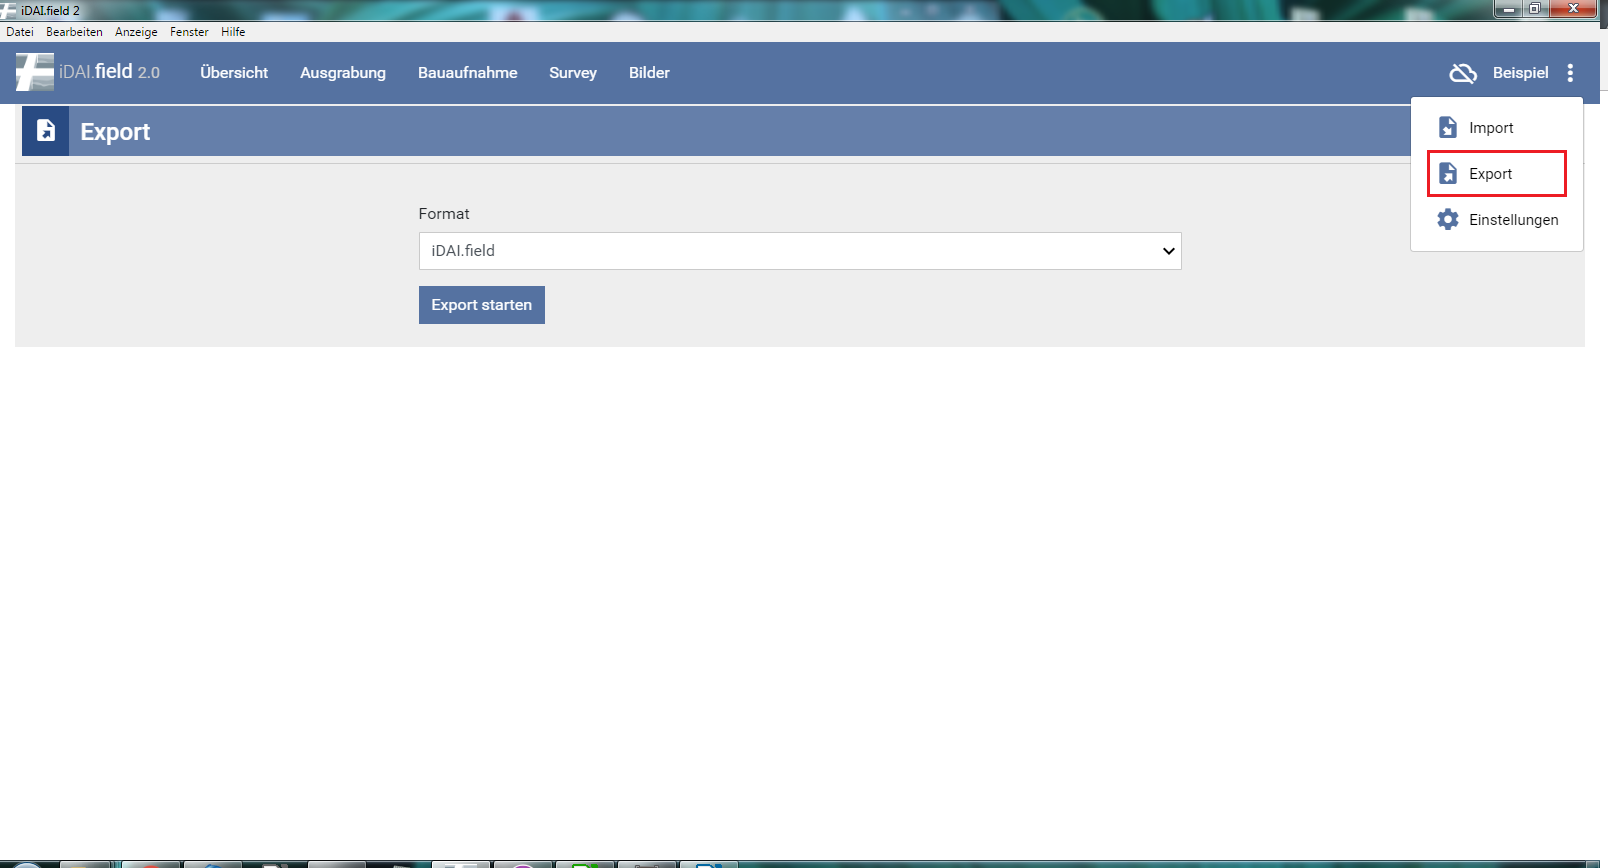 iDAI.field 2
Datei Bearbeiten Anzeige Fenster Hilfe
iDAI.field 2.0 Übersicht Ausgrabung Bauaufnahme Survey Bilder Beispiel
Export
Import
Export
Einstellungen
Format
iDAI.field
Export starten